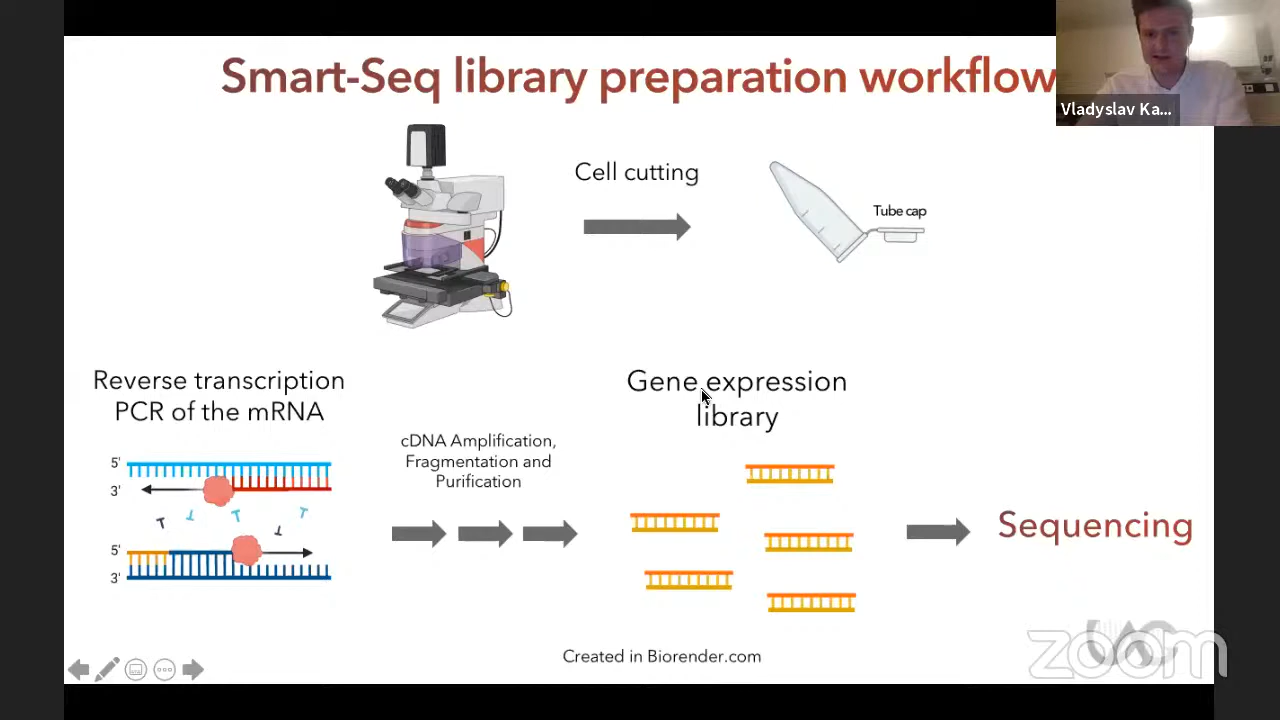 Smart-Seq library preparation workflow
Vladyslav Ka...
Cell cutting
Tube cap
Reverse transcription
PCR of the mRNA
Gene expression
library
cDNA Amplification,
Fragmentation and
Purification
5'
3'
5'
3'
Sequencing
Created in Biorender.com
zoom